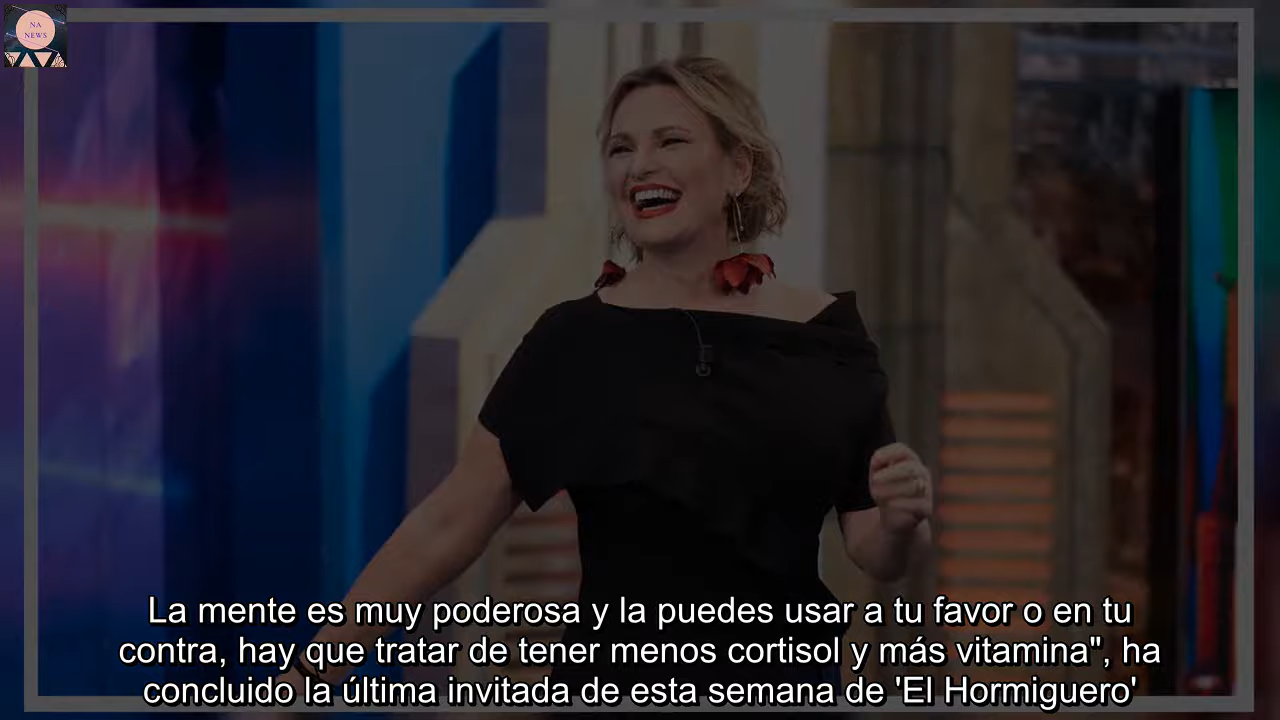 NA
NEWS
La mente es muy poderosa y la puedes usar a tu favor o en tu
contra, hay que tratar de tener menos cortisol y más vitamina", ha
concluido la última invitada de esta semana de 'El Hormiguero'